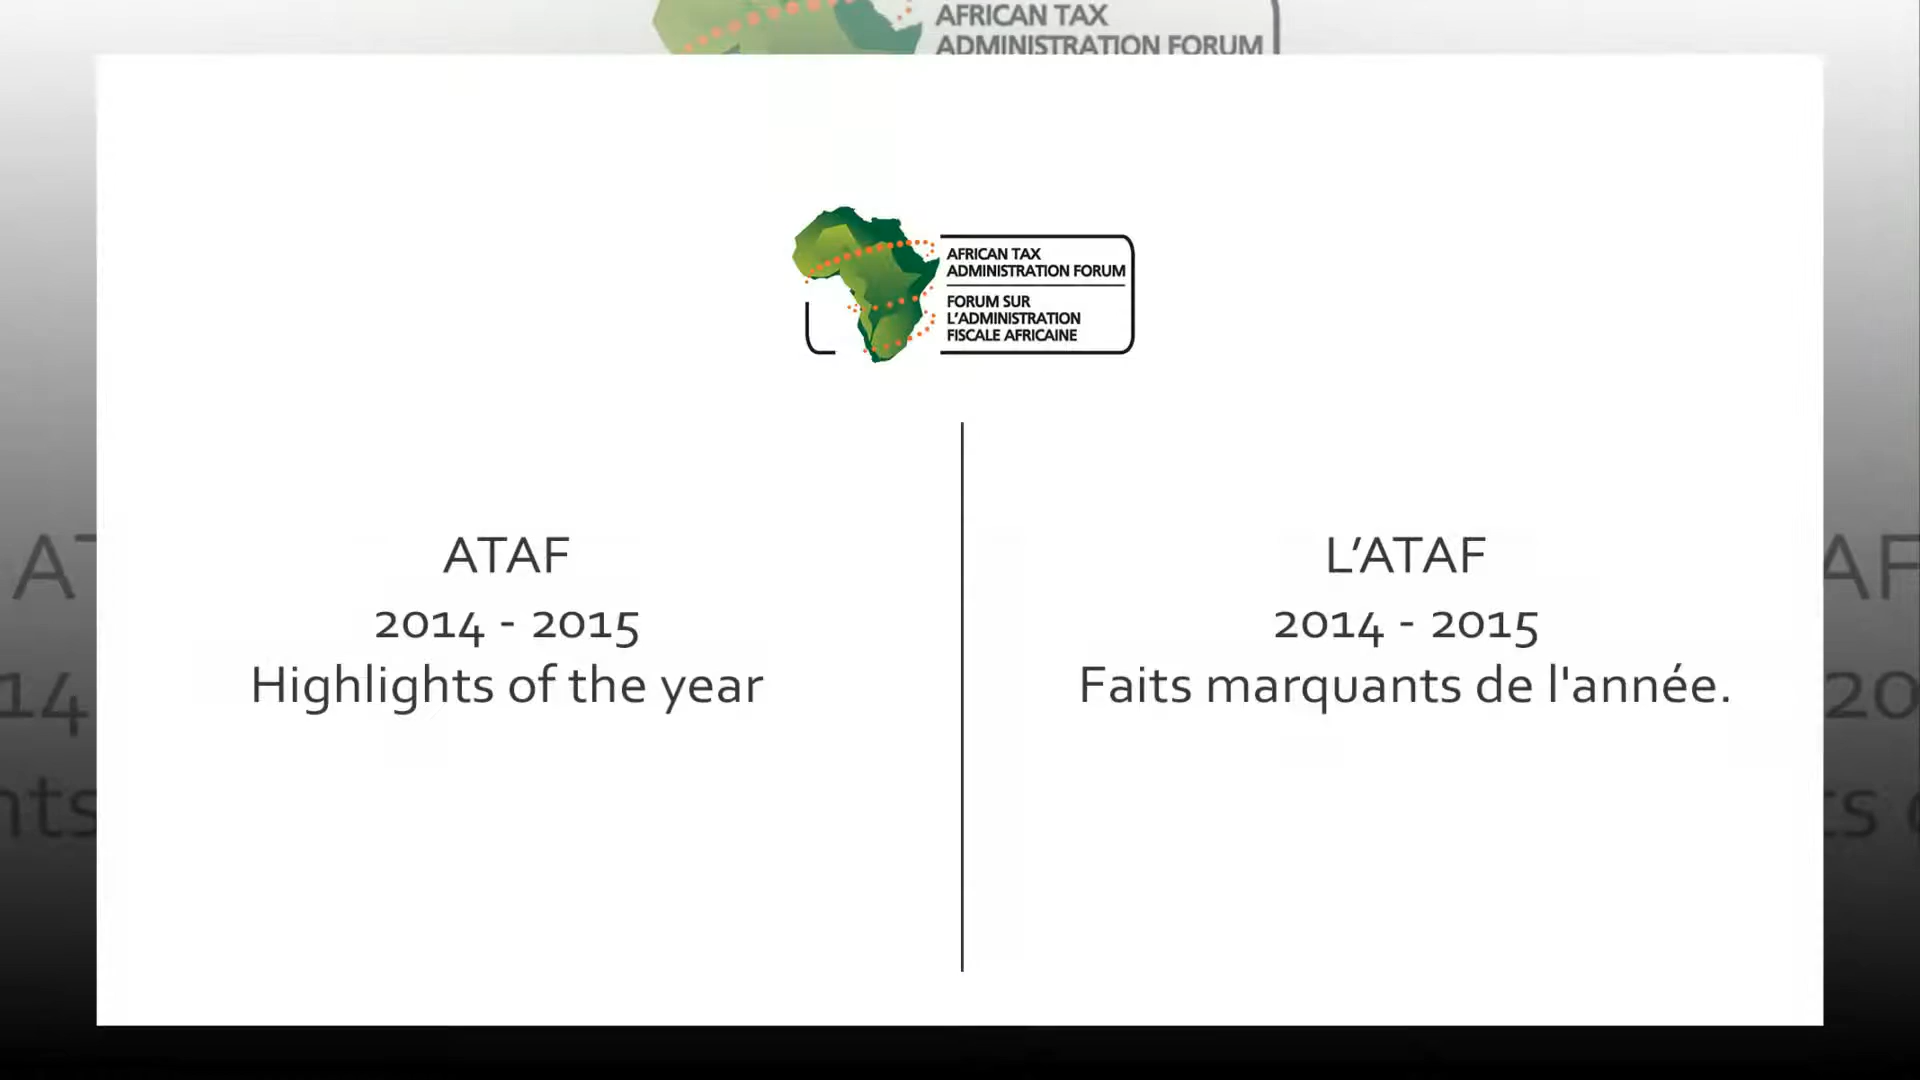 AFRICAN TAX
ADMINISTRATION FORUM
AFRICAN TAX
ADMINISTRATION FORUM
FORUM SUR
L'ADMINISTRATION
FISCALE AFRICAINE
ATAF
2014 - 2015
Highlights of the year
L’ATAF
2014 - 2015
Faits marquants de l'année.